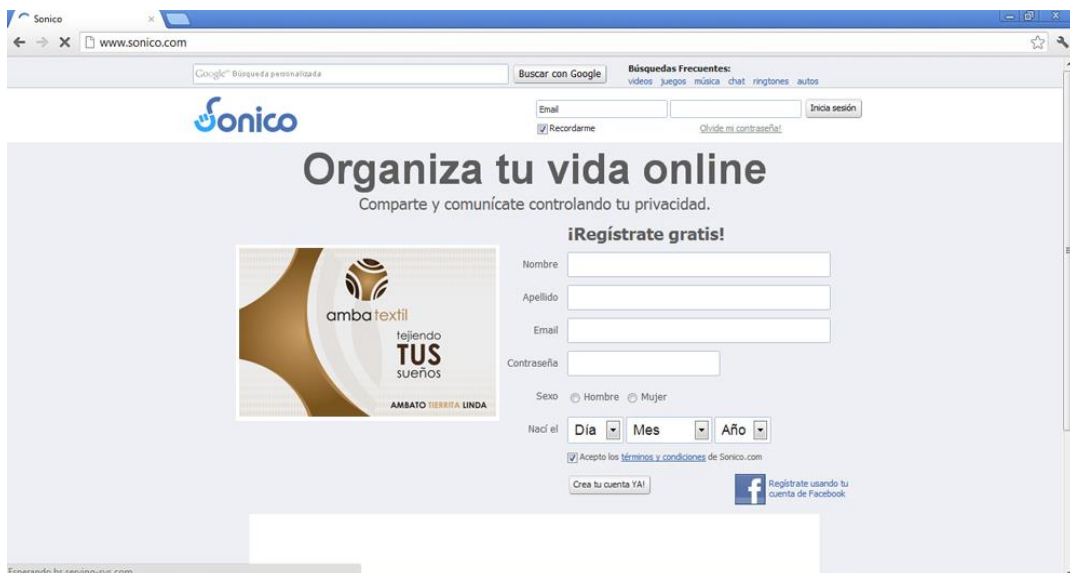 Sonico
www.sonico.com
Google™ Búsqueda personalizada
Buscar con Google
Búsquedas Frecuentes:
videos juegos música chat ringtones autos
Sonico
Email
Inicia sesión
Recordarme
Olvide mi contraseña!
Organiza tu vida online
Comparte y comunícate controlando tu privacidad.
¡Regístrate gratis!
Nombre
Apellido
Email
Contraseña
Sexo Hombre Mujer
Nací el Día Mes Año
Acepto los términos y condiciones de Sonico.com
Crea tu cuenta YA!
Regístrate usando tu
cuenta de Facebook
ambatextil
tejiendo
TUS
sueños
AMBATO TIERRITA LINDA